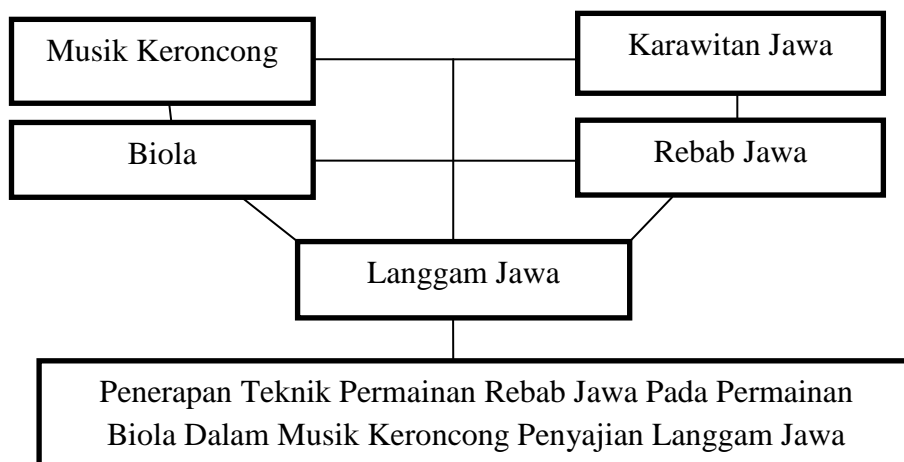 Musik Keroncong
Karawitan Jawa
Biola
Rebab Jawa
Langgam Jawa
Penerapan Teknik Permainan Rebab Jawa Pada Permainan
Biola Dalam Musik Keroncong Penyajian Langgam Jawa